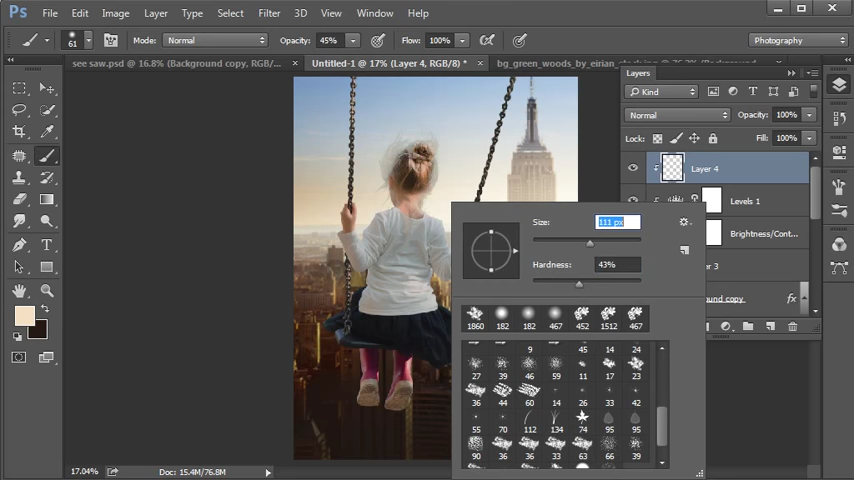 Ps File Edit Image Layer Type Select Filter 3D View Window Help
61 Mode: Normal Opacity: 45% Flow: 100% Photography
see saw.psd @ 16.8% (Background copy, RGB/... × Untitled-1 @ 17% (Layer 4, RGB/8) * ×
Layers
Kind
Normal Opacity: 100%
Lock: Fill: 100%
Layer 4
Levels 1
Brightness/Cont...
Size: 111 px
Hardness: 43%
1860 182 182 467 452 1512 467
9 45 14 24
27 39 46 59 11 17 23
36 44 60 14 26 33 42
55 70 112 134 74 95 95
90 36 36 33 63 66 39
17.04% Doc: 15.4M/76.8M